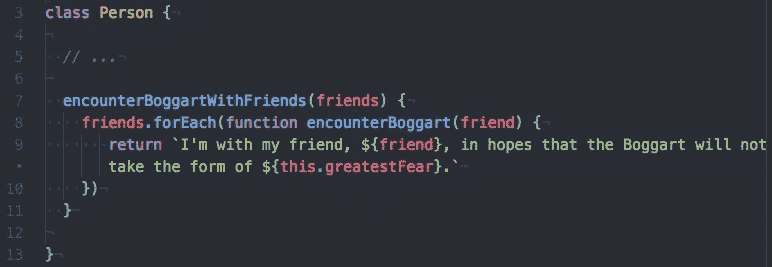 3 class Person {
4
5 // ...
6
7 encounterBoggartWithFriends(friends) {
8 friends.forEach(function encounterBoggart(friend) {
9 return `I'm with my friend, ${friend}, in hopes that the Boggart will not
• take the form of ${this.greatestFear}.`
10 })
11 }
12
13 }